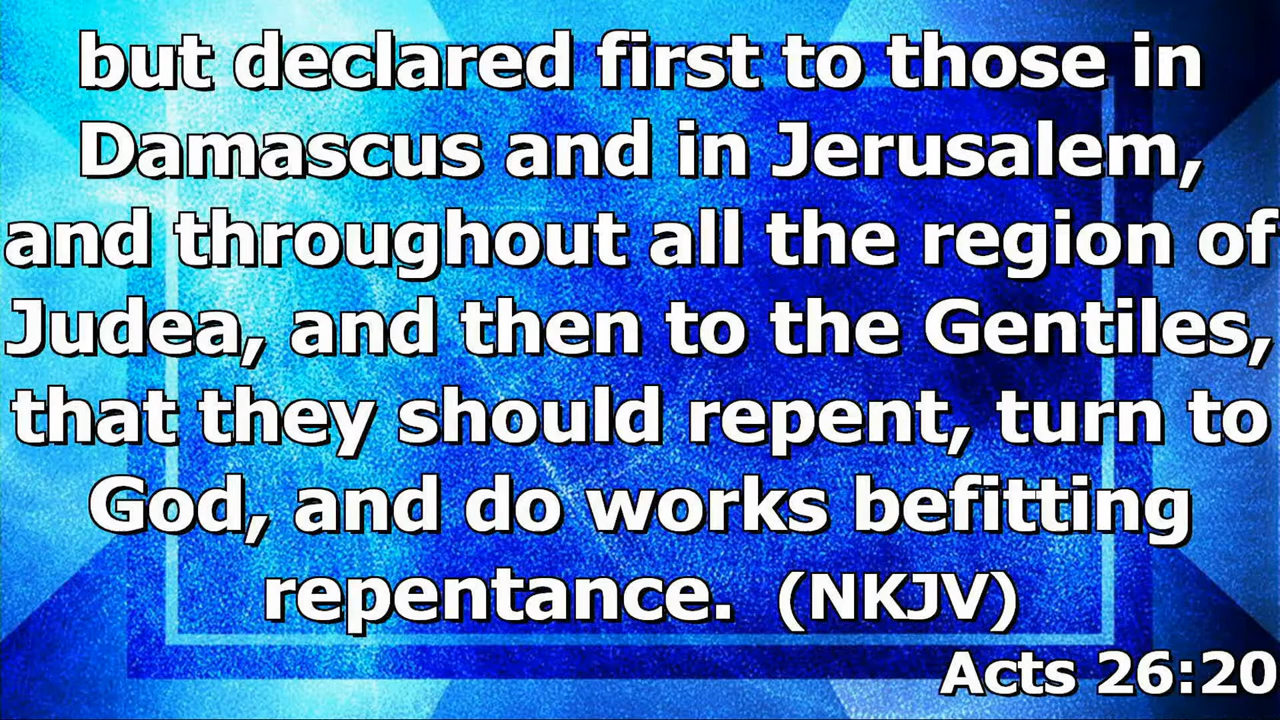 but declared first to those in
Damascus and in Jerusalem,
and throughout all the region of
Judea, and then to the Gentiles,
that they should repent, turn to
God, and do works befitting
repentance. (NKJV)
Acts 26:20